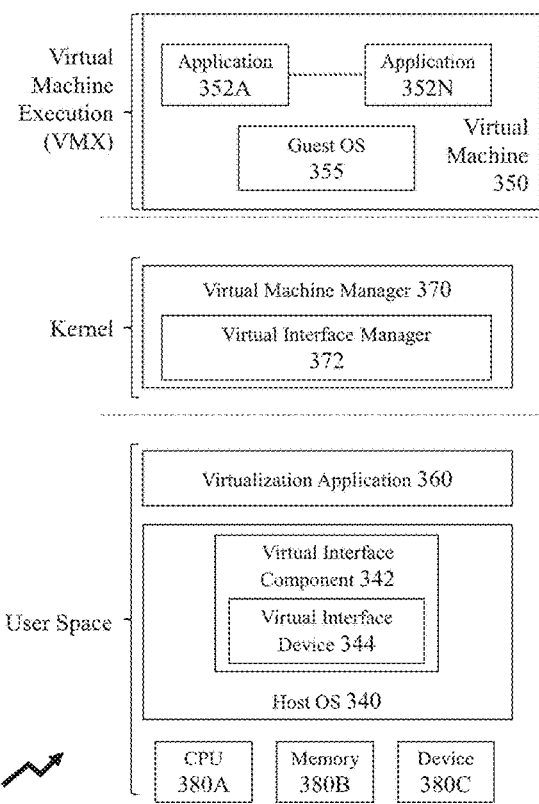 Virtual
Machine
Execution
(VMX)
Application
352A
Application
352N
Guest OS
355
Virtual
Machine
350
Kernel
Virtual Machine Manager 370
Virtual Interface Manager
372
User Space
Virtualization Application 360
Virtual Interface
Component 342
Virtual Interface
Device 344
Host OS 340
CPU
380A
Memory
380B
Device
380C